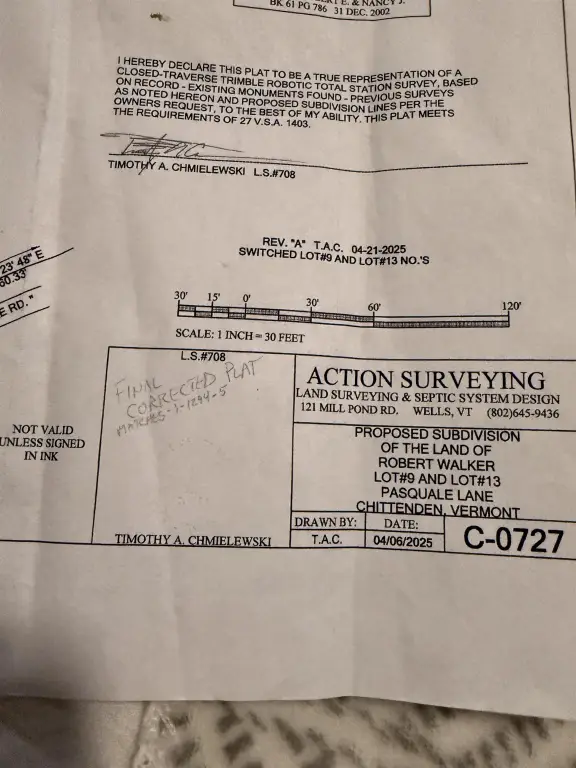 BK 61 PG 786 31 DEC. 2002
I HEREBY DECLARE THIS PLAT TO BE A TRUE REPRESENTATION OF A
CLOSED-TRAVERSE TRIMBLE ROBOTIC TOTAL STATION SURVEY, BASED
ON RECORD - EXISTING MONUMENTS FOUND - PREVIOUS SURVEYS
AS NOTED HEREON AND PROPOSED SUBDIVISION LINES PER THE
OWNERS REQUEST, TO THE BEST OF MY ABILITY. THIS PLAT MEETS
THE REQUIREMENTS OF 27 V.S.A. 1403.
TIMOTHY A. CHMIELEWSKI L.S.#708
REV. "A" T.A.C. 04-21-2025
SWITCHED LOT#9 AND LOT#13 NO.'S
23' 48" E
60.33'
E RD."
30' 15' 0' 30' 60' 120'
SCALE: 1 INCH = 30 FEET
L.S.#708
FINAL
CORRECTED PLAT
MATCHES-1-1299-5
NOT VALID
UNLESS SIGNED
IN INK
TIMOTHY A. CHMIELEWSKI
ACTION SURVEYING
LAND SURVEYING & SEPTIC SYSTEM DESIGN
121 MILL POND RD. WELLS, VT (802)645-9436
PROPOSED SUBDIVISION
OF THE LAND OF
ROBERT WALKER
LOT#9 AND LOT#13
PASQUALE LANE
CHITTENDEN, VERMONT
DRAWN BY: DATE:
T.A.C. 04/06/2025
C-0727